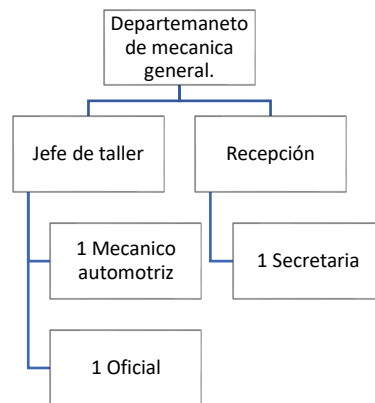 Departemaneto
de mecanica
general.
Jefe de taller
Recepción
1 Mecanico
automotriz
1 Secretaria
1 Oficial